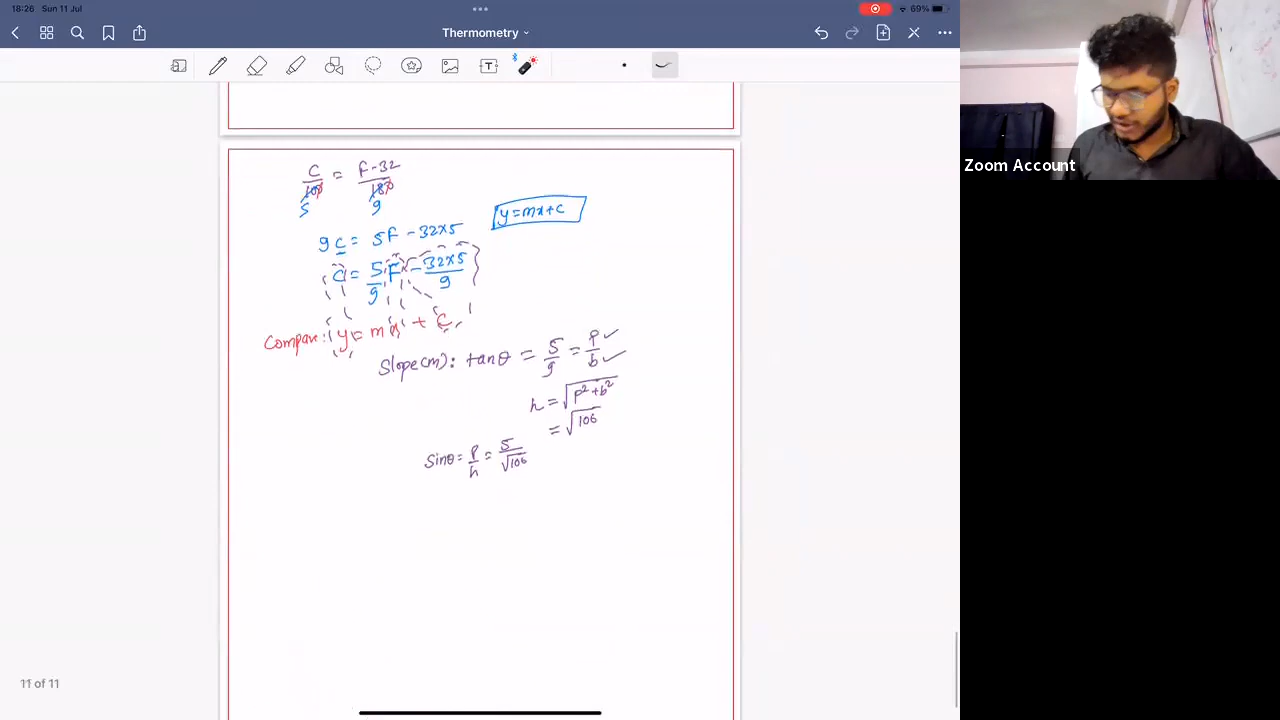 18:26 Sun 11 Jul
69%
Thermometry
T
Zoom Account
C/100 = F-32/180
5 9
y=mx+c
9C = 5F - 32×5
C = 5/9 F - 32×5/9
Compare: y = mx + C
Slope(m): tanθ = 5/9 = P/b
h = √P²+b²
= √106
Sinθ = P/h = 5/√106
11 of 11